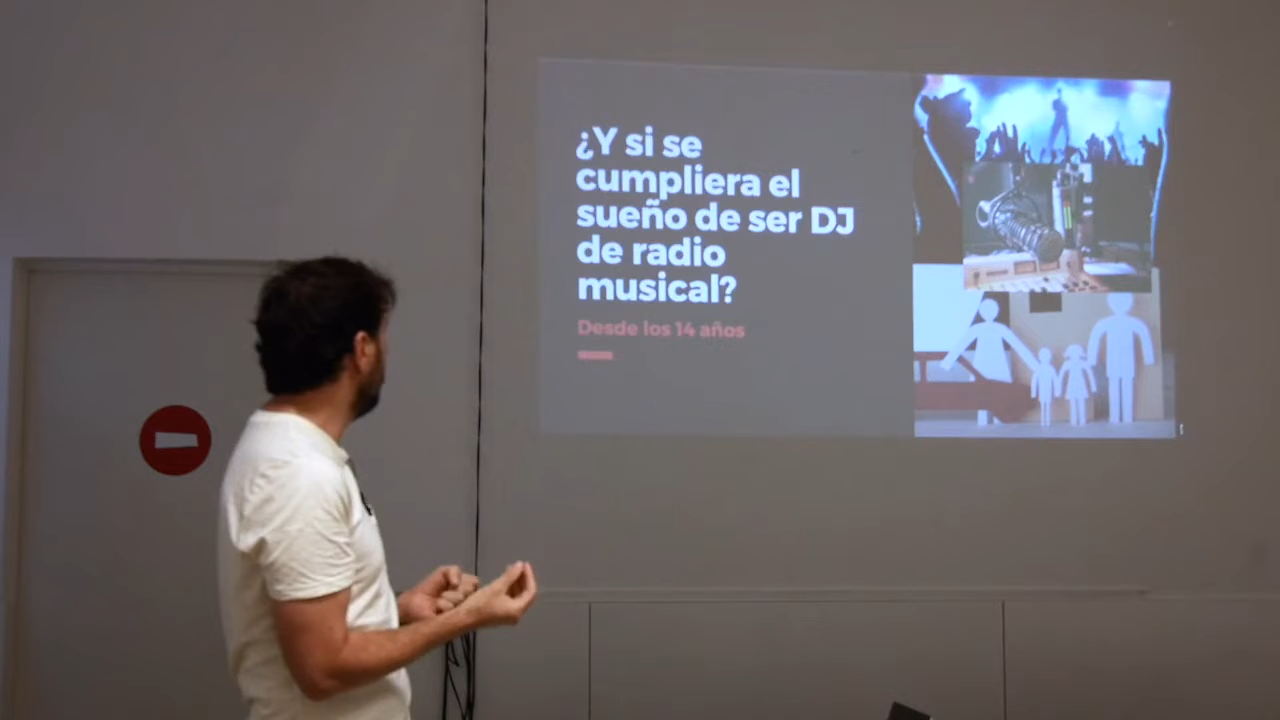 ¿Y si se
cumpliera el
sueño de ser DJ
de radio
musical?
Desde los 14 años